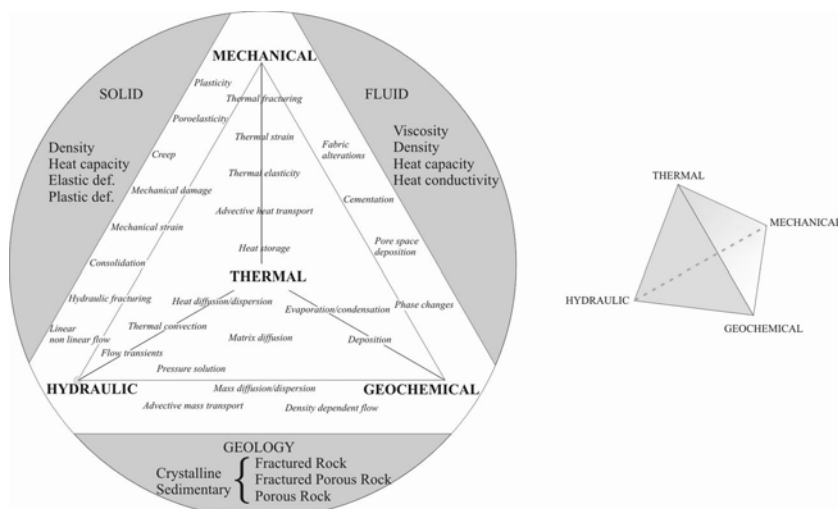 MECHANICAL
SOLID
FLUID
Density
Heat capacity
Elastic def.
Plastic def.
Viscosity
Density
Heat capacity
Heat conductivity
Plasticity
Thermal fracturing
Poroelasticity
Thermal strain
Fabric
alterations
Creep
Thermal elasticity
Mechanical damage
Cementation
Advective heat transport
Mechanical strain
Heat storage
Pore space
deposition
Consolidation
THERMAL
Hydraulic fracturing
Heat diffusion/dispersion
Evaporation/condensation
Phase changes
Linear
non linear flow
Thermal convection
Matrix diffusion
Deposition
Flow transients
Pressure solution
HYDRAULIC
Mass diffusion/dispersion
GEOCHEMICAL
Advective mass transport
Density dependent flow
GEOLOGY
Crystalline
Sedimentary
{
Fractured Rock
Fractured Porous Rock
Porous Rock
THERMAL
MECHANICAL
HYDRAULIC
GEOCHEMICAL